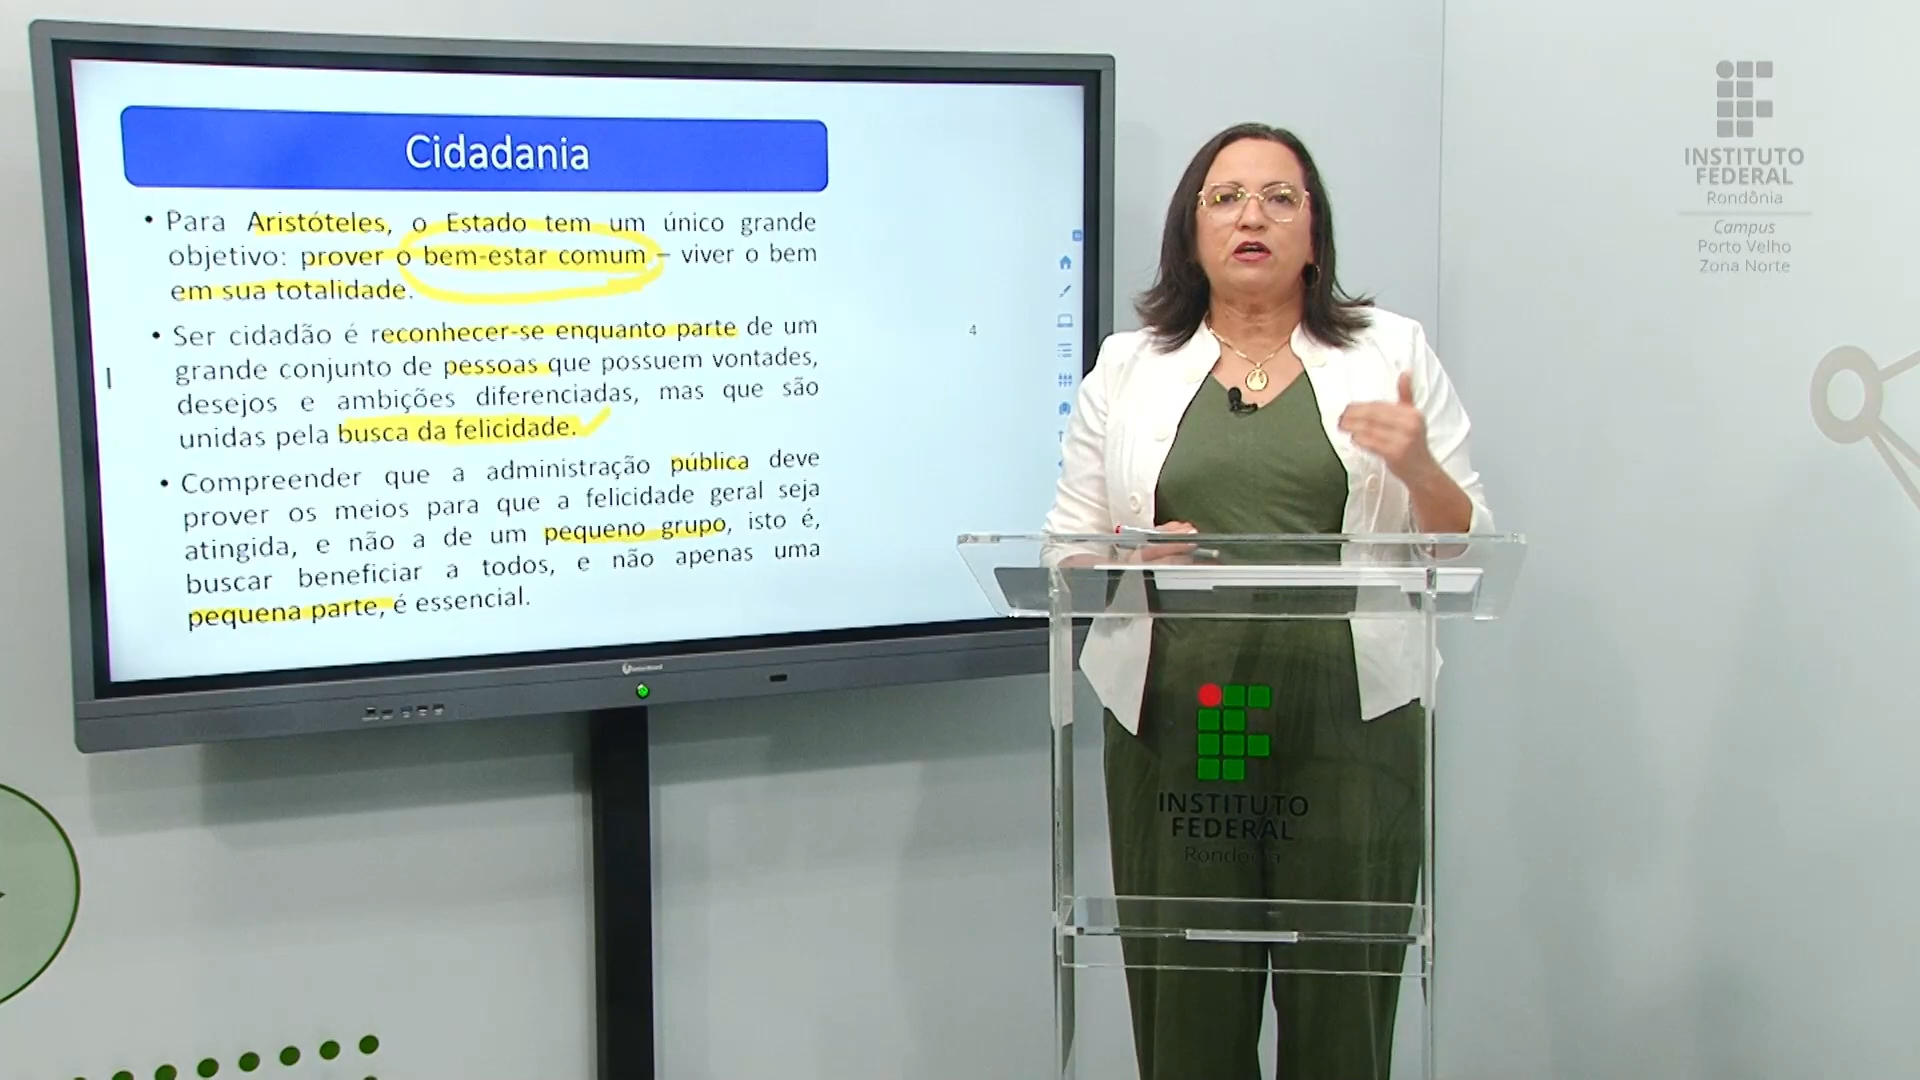 Cidadania
• Para Aristóteles, o Estado tem um único grande
objetivo: prover o bem-estar comum – viver o bem
em sua totalidade.
• Ser cidadão é reconhecer-se enquanto parte de um
grande conjunto de pessoas que possuem vontades,
desejos e ambições diferenciadas, mas que são
unidas pela busca da felicidade.
• Compreender que a administração pública deve
prover os meios para que a felicidade geral seja
atingida, e não a de um pequeno grupo, isto é,
buscar beneficiar a todos, e não apenas uma
pequena parte, é essencial.
4
INSTITUTO
FEDERAL
Rondônia
Campus
Porto Velho
Zona Norte
INSTITUTO
FEDERAL
Rondônia